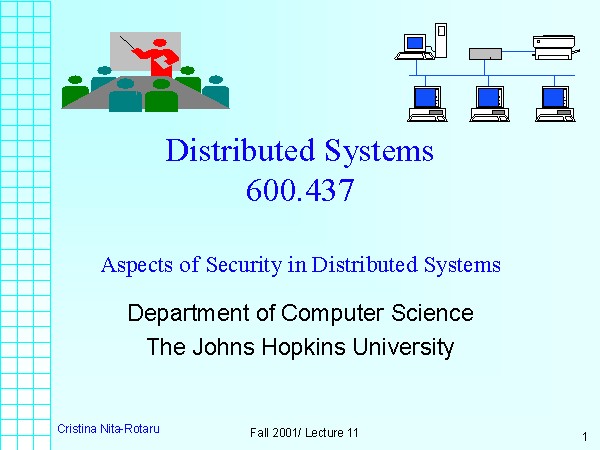 Distributed Systems
600.437
Aspects of Security in Distributed Systems
Department of Computer Science
The Johns Hopkins University
Cristina Nita-Rotaru
Fall 2001/ Lecture 11
1